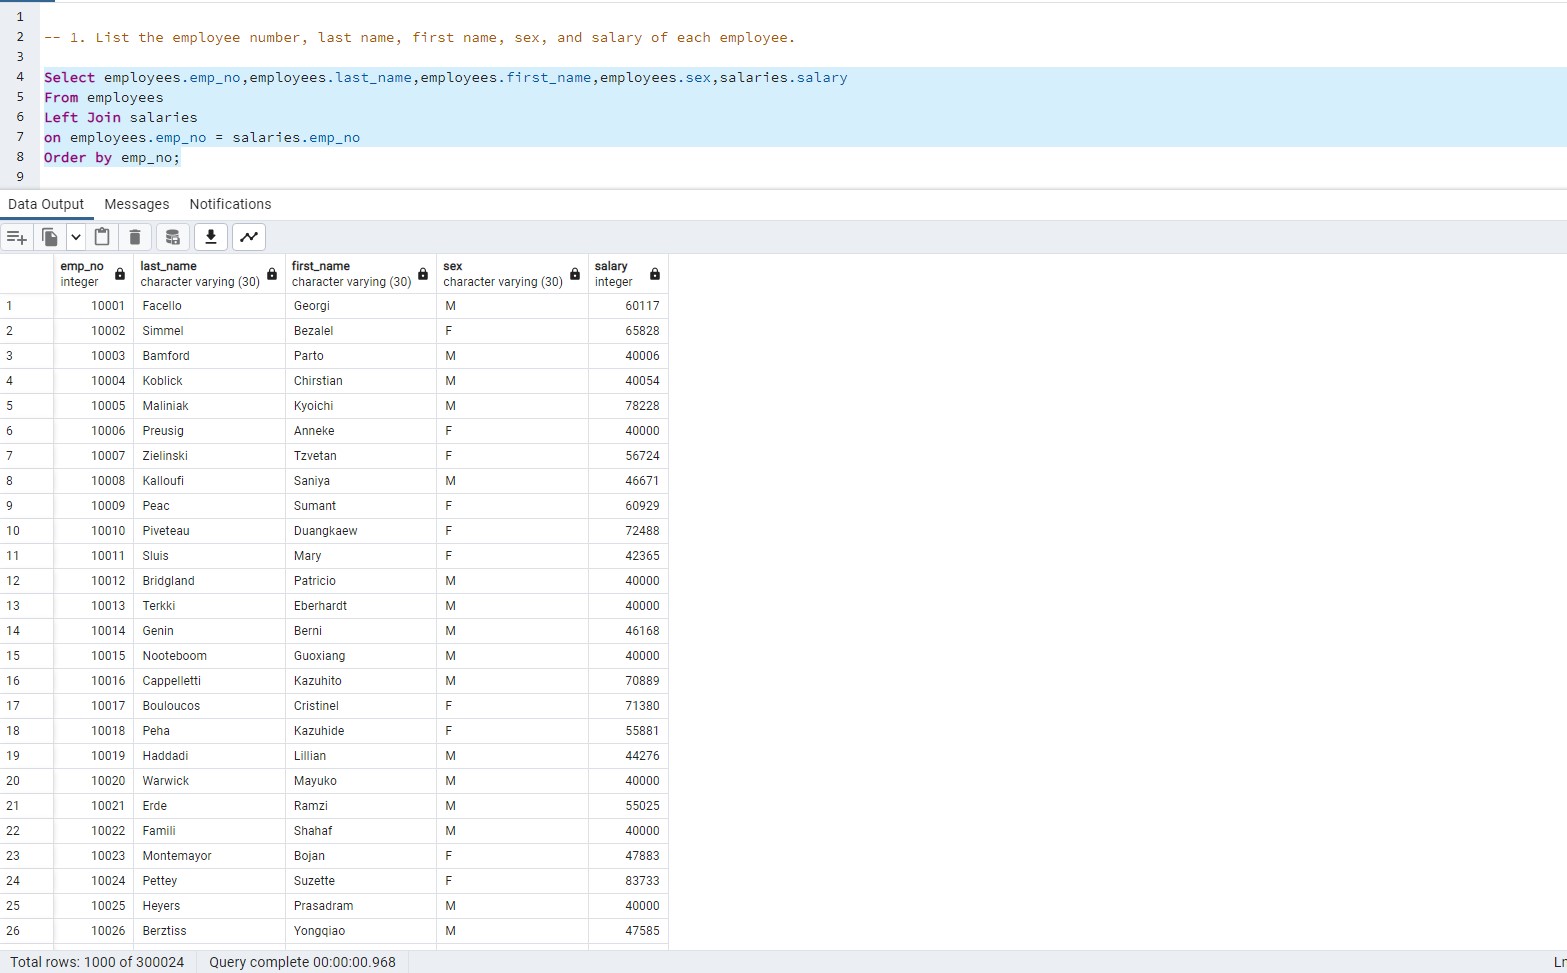 1
2 -- 1. List the employee number, last name, first name, sex, and salary of each employee.
3
4 Select employees.emp_no,employees.last_name,employees.first_name,employees.sex,salaries.salary
5 From employees
6 Left Join salaries
7 on employees.emp_no = salaries.emp_no
8 Order by emp_no;
9
Data Output Messages Notifications
emp_no last_name first_name sex salary
integer character varying (30) character varying (30) character varying (30) integer
1 10001 Facello Georgi M 60117
2 10002 Simmel Bezalel F 65828
3 10003 Bamford Parto M 40006
4 10004 Koblick Chirstian M 40054
5 10005 Maliniak Kyoichi M 78228
6 10006 Preusig Anneke F 40000
7 10007 Zielinski Tzvetan F 56724
8 10008 Kalloufi Saniya M 46671
9 10009 Peac Sumant F 60929
10 10010 Piveteau Duangkaew F 72488
11 10011 Sluis Mary F 42365
12 10012 Bridgland Patricio M 40000
13 10013 Terkki Eberhardt M 40000
14 10014 Genin Berni M 46168
15 10015 Nooteboom Guoxiang M 40000
16 10016 Cappelletti Kazuhito M 70889
17 10017 Bouloucos Cristinel F 71380
18 10018 Peha Kazuhide F 55881
19 10019 Haddadi Lillian M 44276
20 10020 Warwick Mayuko M 40000
21 10021 Erde Ramzi M 55025
22 10022 Famili Shahaf M 40000
23 10023 Montemayor Bojan F 47883
24 10024 Pettey Suzette F 83733
25 10025 Heyers Prasadram M 40000
26 10026 Berztiss Yongqiao M 47585
Total rows: 1000 of 300024 Query complete 00:00:00.968